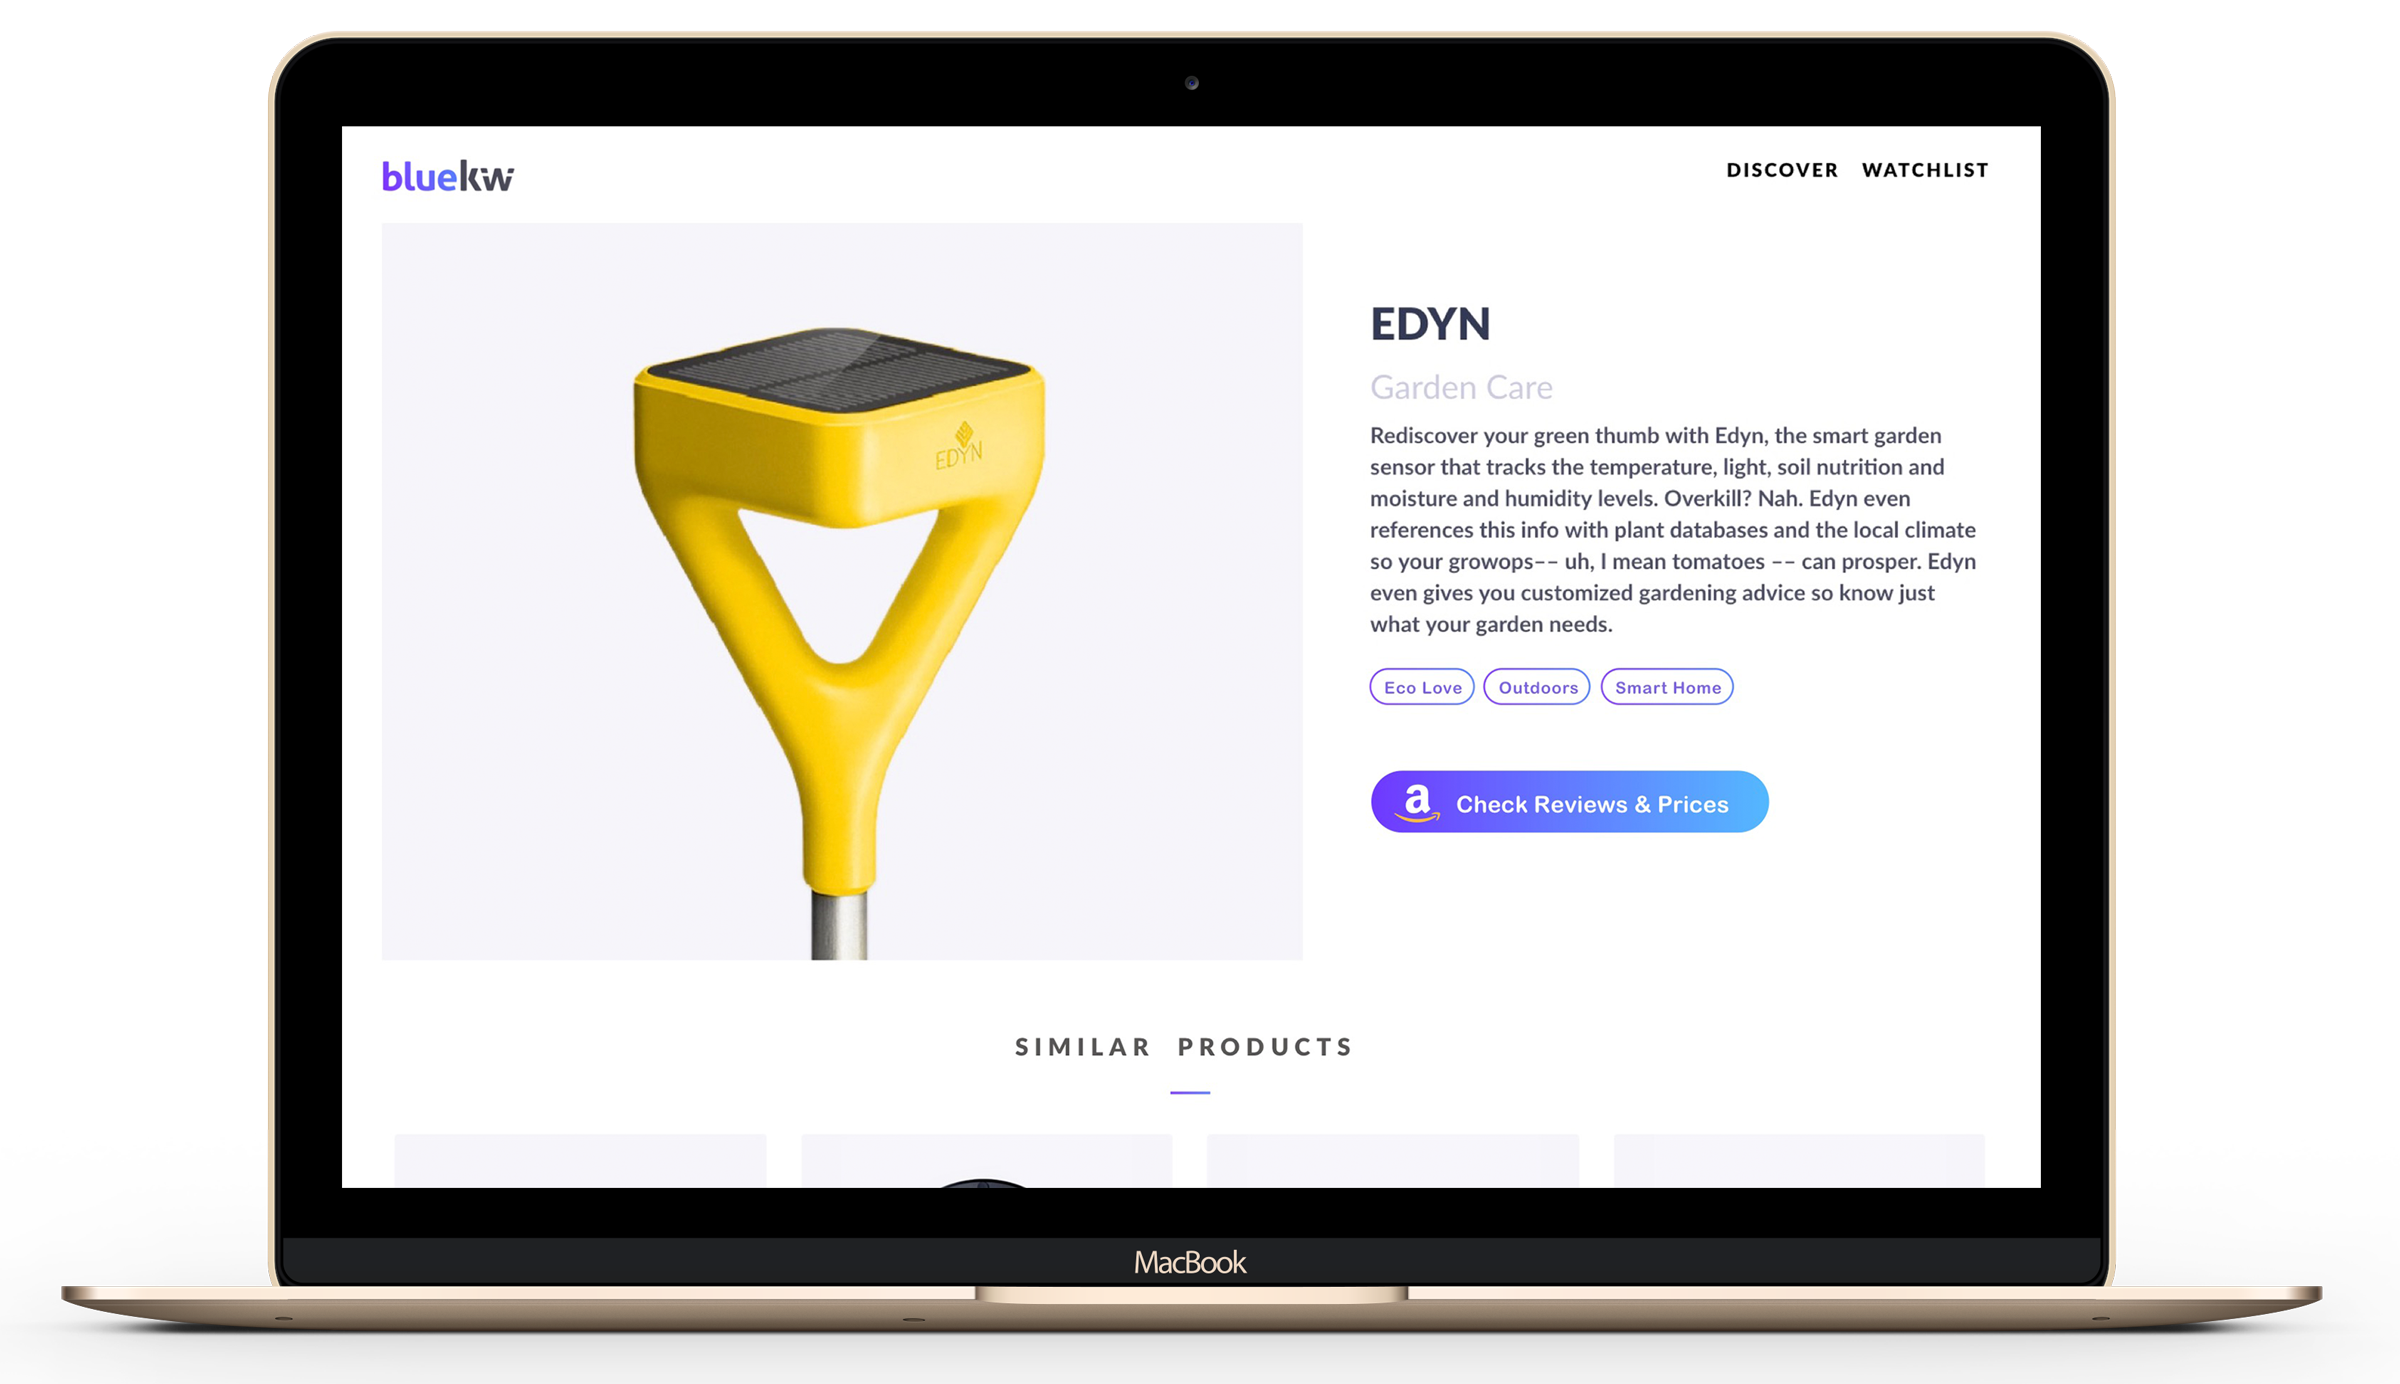 bluekw
DISCOVER WATCHLIST
EDYN
EDYN
Garden Care
Rediscover your green thumb with Edyn, the smart garden
sensor that tracks the temperature, light, soil nutrition and
moisture and humidity levels. Overkill? Nah. Edyn even
references this info with plant databases and the local climate
so your growops–– uh, I mean tomatoes –– can prosper. Edyn
even gives you customized gardening advice so know just
what your garden needs.
Eco Love Outdoors Smart Home
a Check Reviews & Prices
SIMILAR PRODUCTS
MacBook